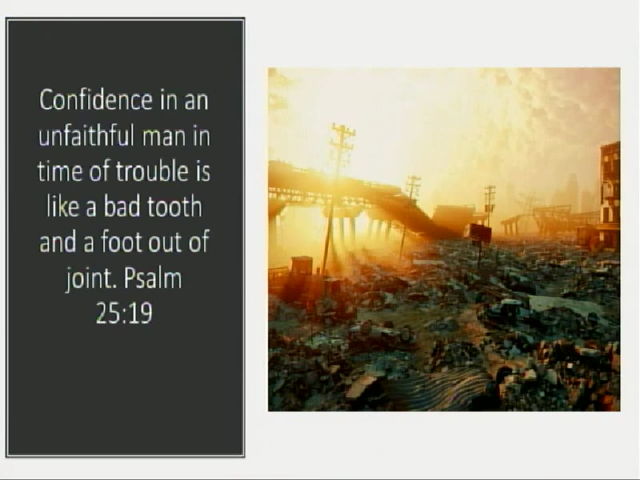 Confidence in an
unfaithful man in
time of trouble is
like a bad tooth
and a foot out of
joint. Psalm
25:19